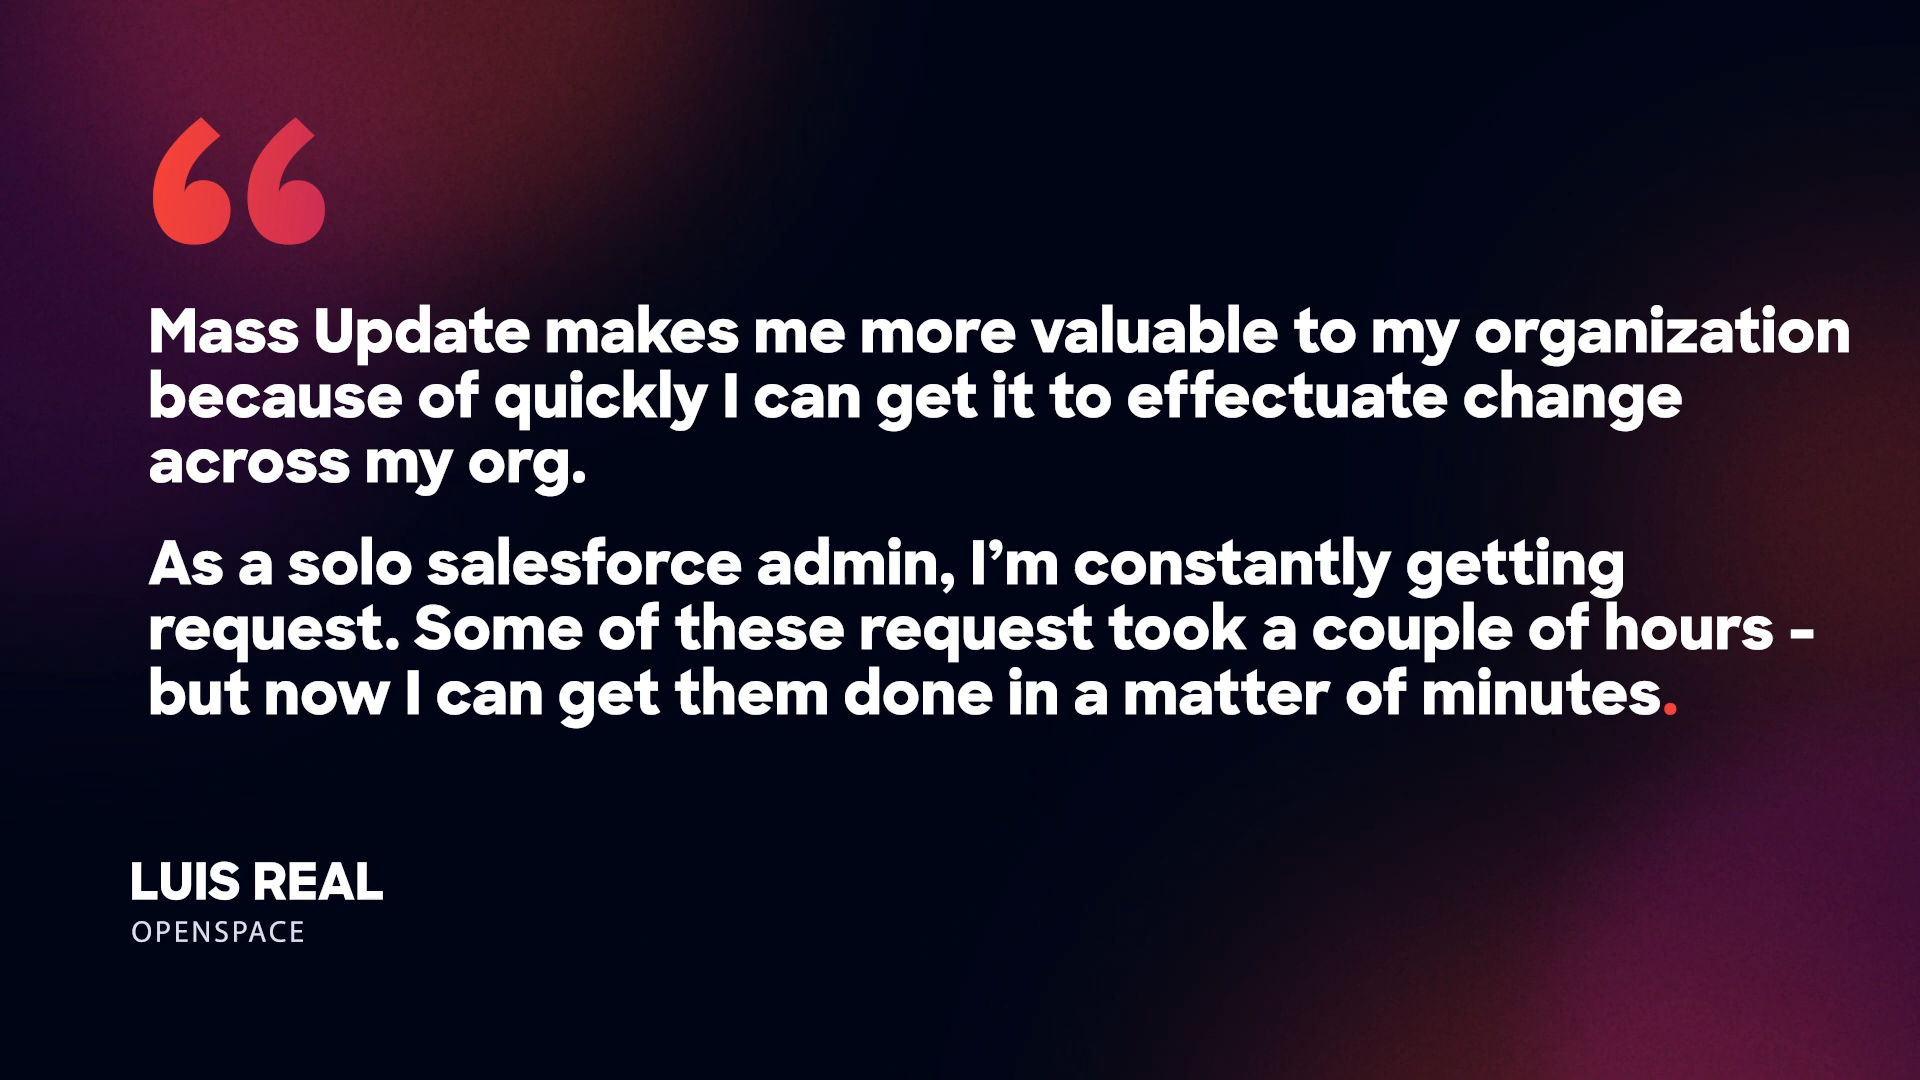 “
Mass Update makes me more valuable to my organization
because of quickly I can get it to effectuate change
across my org.
As a solo salesforce admin, I’m constantly getting
request. Some of these request took a couple of hours -
but now I can get them done in a matter of minutes.
LUIS REAL
OPENSPACE